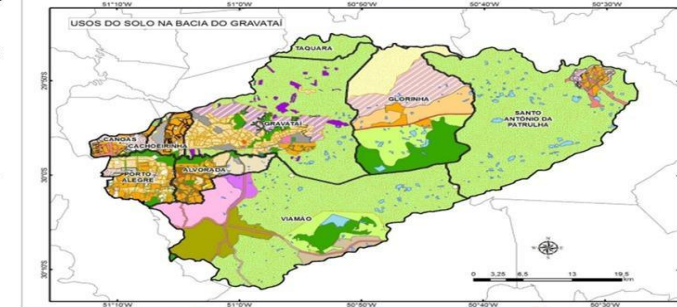 51°10'W 51°0'W 50°50'W 50°40'W 50°30'W
USOS DO SOLO NA BACIA DO GRAVATAÍ
TAQUARA
GLORINHA
SANTO
ANTÔNIO DA
PATRULHA
GRAVATAÍ
CANOAS
CACHOEIRINHA
PORTO
ALEGRE
ALVORADA
VIAMÃO
0 3,25 6,5 13 19,5
51°10'W 51°0'W 50°50'W 50°40'W 50°30'W